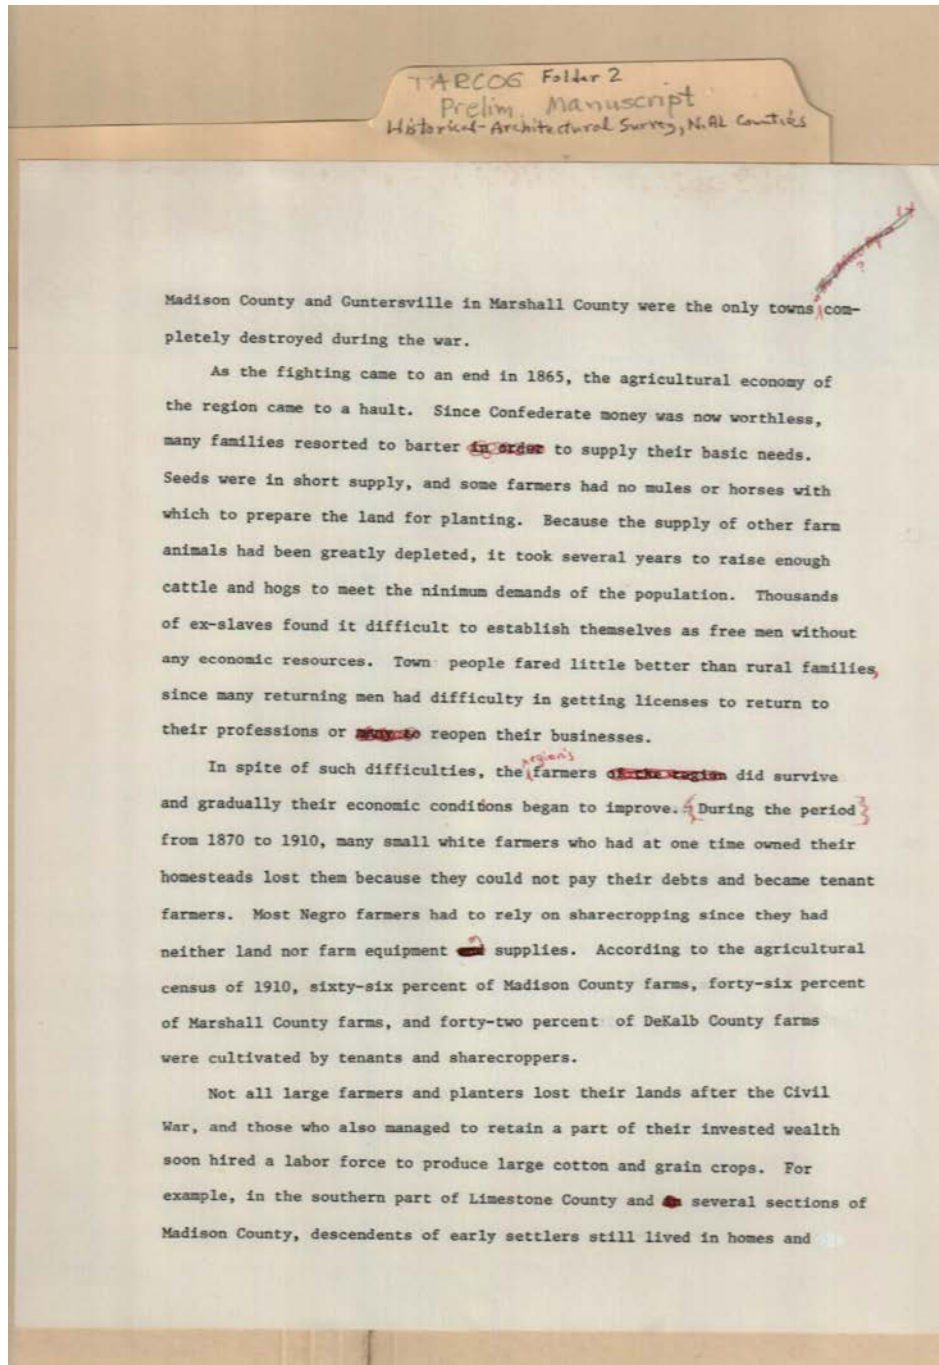 TARCOG Folder 2
Prelim. Manuscript
Historical-Architectural Survey, N. AL Counties
Madison County and Guntersville in Marshall County were the only towns com-
pletely destroyed during the war.
As the fighting came to an end in 1865, the agricultural economy of
the region came to a hault. Since Confederate money was now worthless,
many families resorted to barter in order to supply their basic needs.
Seeds were in short supply, and some farmers had no mules or horses with
which to prepare the land for planting. Because the supply of other farm
animals had been greatly depleted, it took several years to raise enough
cattle and hogs to meet the ninimum demands of the population. Thousands
of ex-slaves found it difficult to establish themselves as free men without
any economic resources. Town people fared little better than rural families,
since many returning men had difficulty in getting licenses to return to
their professions or many to reopen their businesses.
In spite of such difficulties, the region's farmers of the region did survive
and gradually their economic conditions began to improve. {During the period}
from 1870 to 1910, many small white farmers who had at one time owned their
homesteads lost them because they could not pay their debts and became tenant
farmers. Most Negro farmers had to rely on sharecropping since they had
neither land nor farm equipment supplies. According to the agricultural
census of 1910, sixty-six percent of Madison County farms, forty-six percent
of Marshall County farms, and forty-two percent of DeKalb County farms
were cultivated by tenants and sharecroppers.
Not all large farmers and planters lost their lands after the Civil
War, and those who also managed to retain a part of their invested wealth
soon hired a labor force to produce large cotton and grain crops. For
example, in the southern part of Limestone County and in several sections of
Madison County, descendents of early settlers still lived in homes and